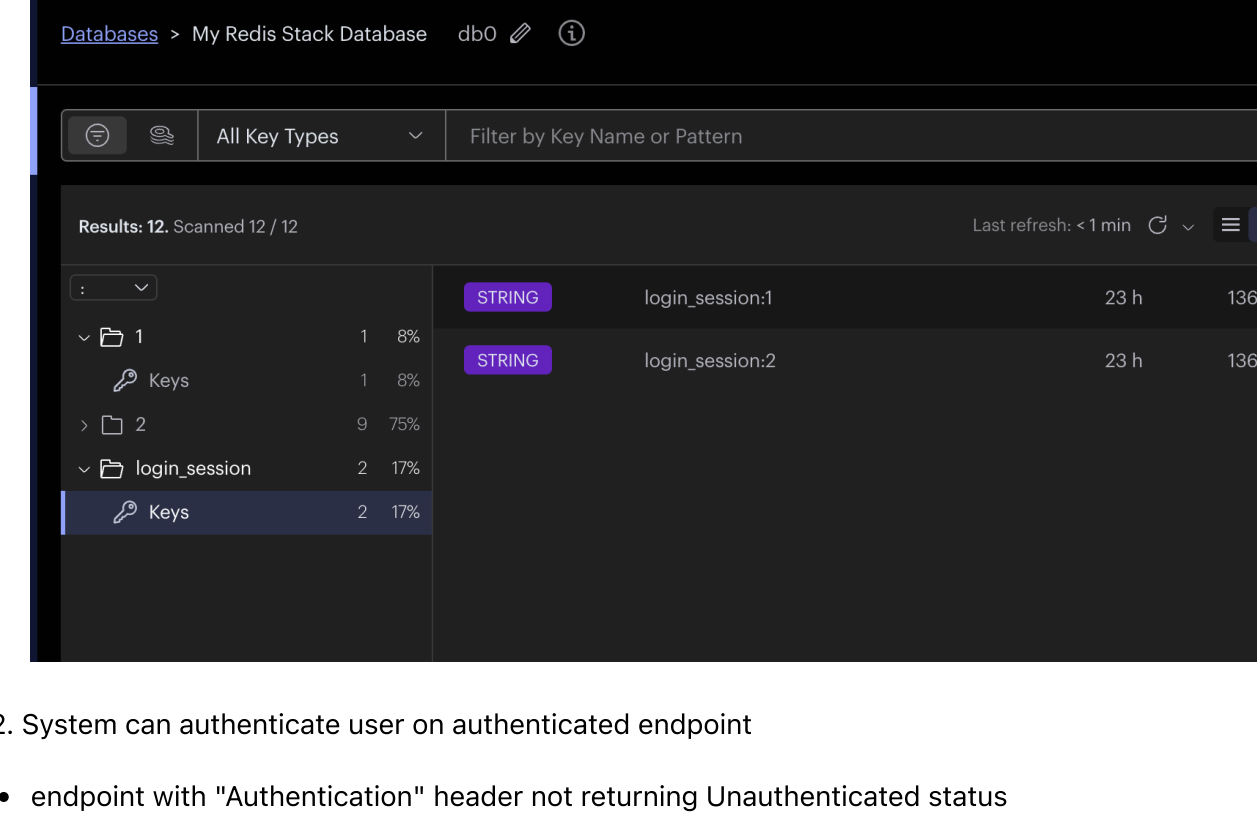 Databases > My Redis Stack Database db0
All Key Types Filter by Key Name or Pattern
Results: 12. Scanned 12 / 12 Last refresh: < 1 min
:
1 1 8%
Keys 1 8%
2 9 75%
login_session 2 17%
Keys 2 17%
STRING login_session:1 23 h 136
STRING login_session:2 23 h 136
2. System can authenticate user on authenticated endpoint
• endpoint with "Authentication" header not returning Unauthenticated status